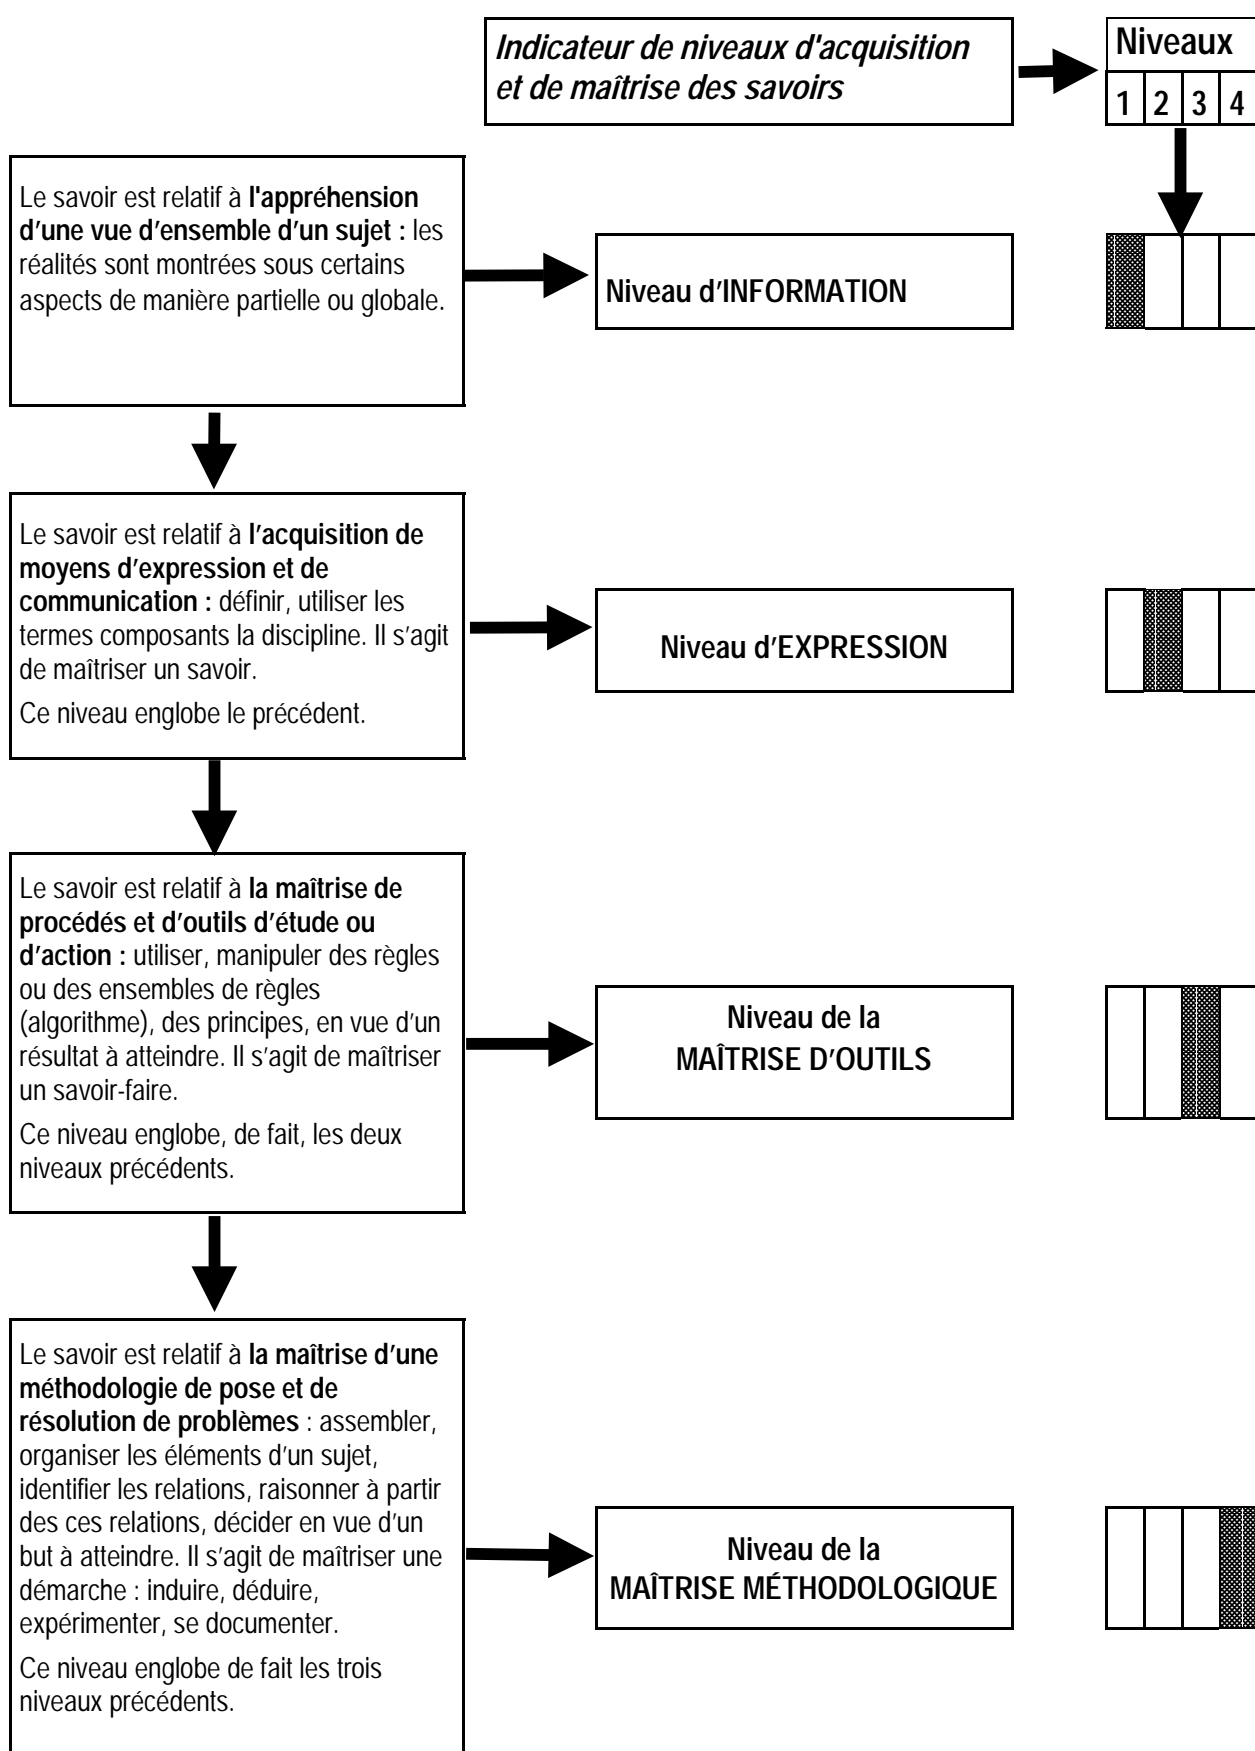 Indicateur de niveaux d'acquisition
et de maîtrise des savoirs
Niveaux
1 2 3 4
Le savoir est relatif à l'appréhension
d’une vue d’ensemble d’un sujet : les
réalités sont montrées sous certains
aspects de manière partielle ou globale.
Niveau d’INFORMATION
Le savoir est relatif à l’acquisition de
moyens d’expression et de
communication : définir, utiliser les
termes composants la discipline. Il s’agit
de maîtriser un savoir.
Ce niveau englobe le précédent.
Niveau d’EXPRESSION
Le savoir est relatif à la maîtrise de
procédés et d’outils d’étude ou
d’action : utiliser, manipuler des règles
ou des ensembles de règles
(algorithme), des principes, en vue d’un
résultat à atteindre. Il s’agit de maîtriser
un savoir-faire.
Ce niveau englobe, de fait, les deux
niveaux précédents.
Niveau de la
MAÎTRISE D’OUTILS
Le savoir est relatif à la maîtrise d’une
méthodologie de pose et de
résolution de problèmes : assembler,
organiser les éléments d’un sujet,
identifier les relations, raisonner à partir
des ces relations, décider en vue d’un
but à atteindre. Il s’agit de maîtriser une
démarche : induire, déduire,
expérimenter, se documenter.
Ce niveau englobe de fait les trois
niveaux précédents.
Niveau de la
MAÎTRISE MÉTHODOLOGIQUE